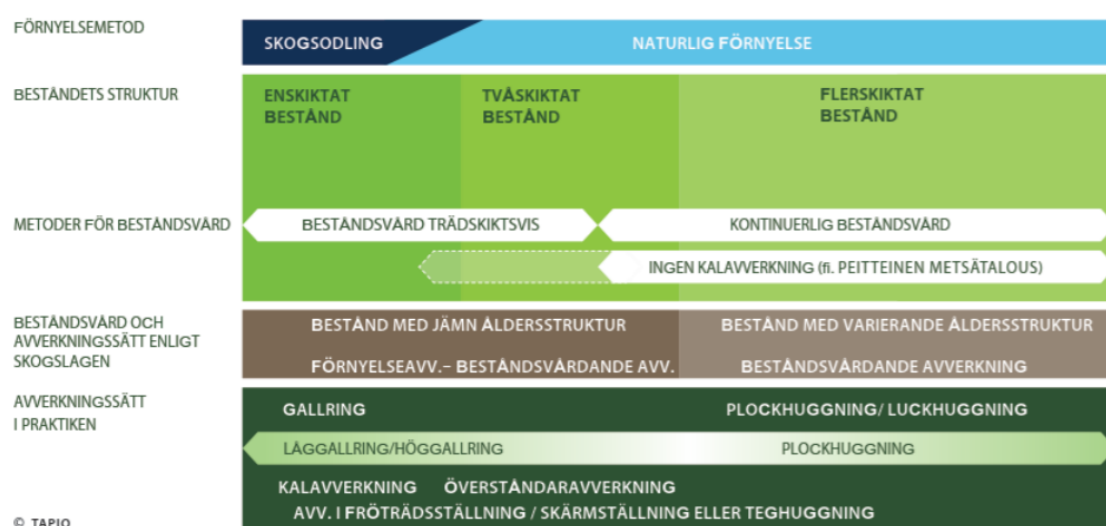 FÖRNYELSEMETOD
SKOGSODLING
NATURLIG FÖRNYELSE
BESTÅNDETS STRUKTUR
ENSKIKTAT
BESTÅND
TVÅSKIKTAT
BESTÅND
FLERSKIKTAT
BESTÅND
METODER FÖR BESTÅNDSVÅRD
BESTÅNDSVÅRD TRÄDSKIKTSVIS
KONTINUERLIG BESTÅNDSVÅRD
INGEN KALAVVERKNING (fi. PEITTEINEN METSÄTALOUS)
BESTÅNDSVÅRD OCH
AVVERKNINGSSÄTT ENLIGT
SKOGSLAGEN
BESTÅND MED JÄMN ÅLDERSSTRUKTUR
BESTÅND MED VARIERANDE ÅLDERSSTRUKTUR
FÖRNYELSEAVV.– BESTÅNDSVÅRDANDE AVV.
BESTÅNDSVÅRDANDE AVVERKNING
AVVERKNINGSSÄTT
I PRAKTIKEN
GALLRING
PLOCKHUGGNING/ LUCKHUGGNING
LÅGGALLRING/HÖGGALLRING
PLOCKHUGGNING
KALAVVERKNING
ÖVERSTÅNDARAVVERKNING
AVV. I FRÖTRÄDSSTÄLLNING / SKÄRMSTÄLLNING ELLER TEGHUGGNING
© TAPIO